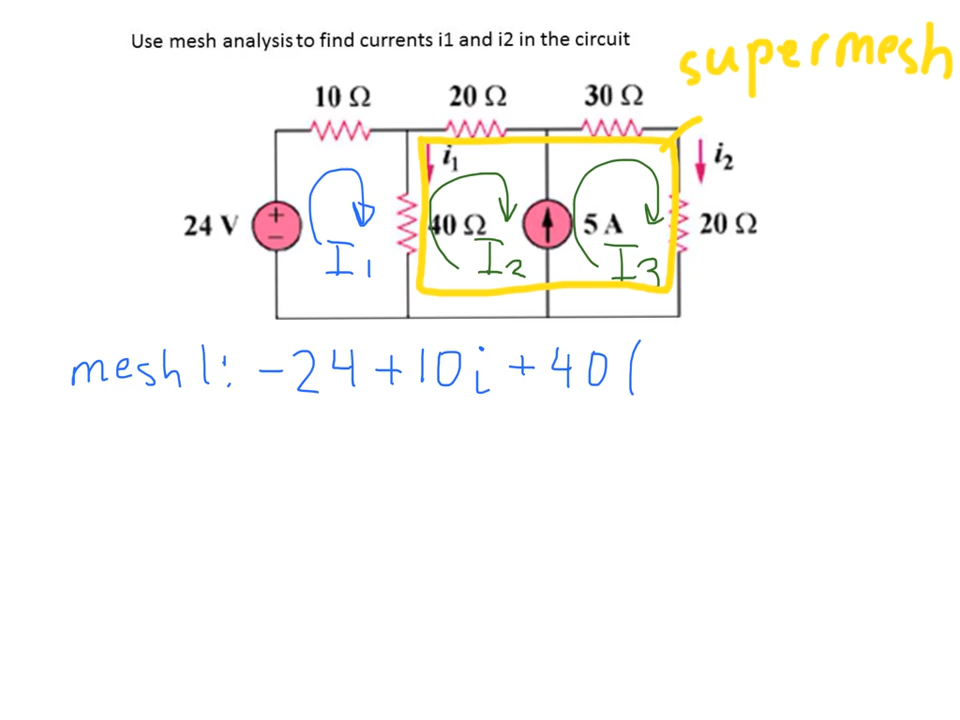 Use mesh analysis to find currents i1 and i2 in the circuit
supermesh
10 Ω 20 Ω 30 Ω
i₁ i₂
24 V + − 40 Ω 5 A 20 Ω
I₁ I₂ I₃
mesh 1: -24+10i+40(